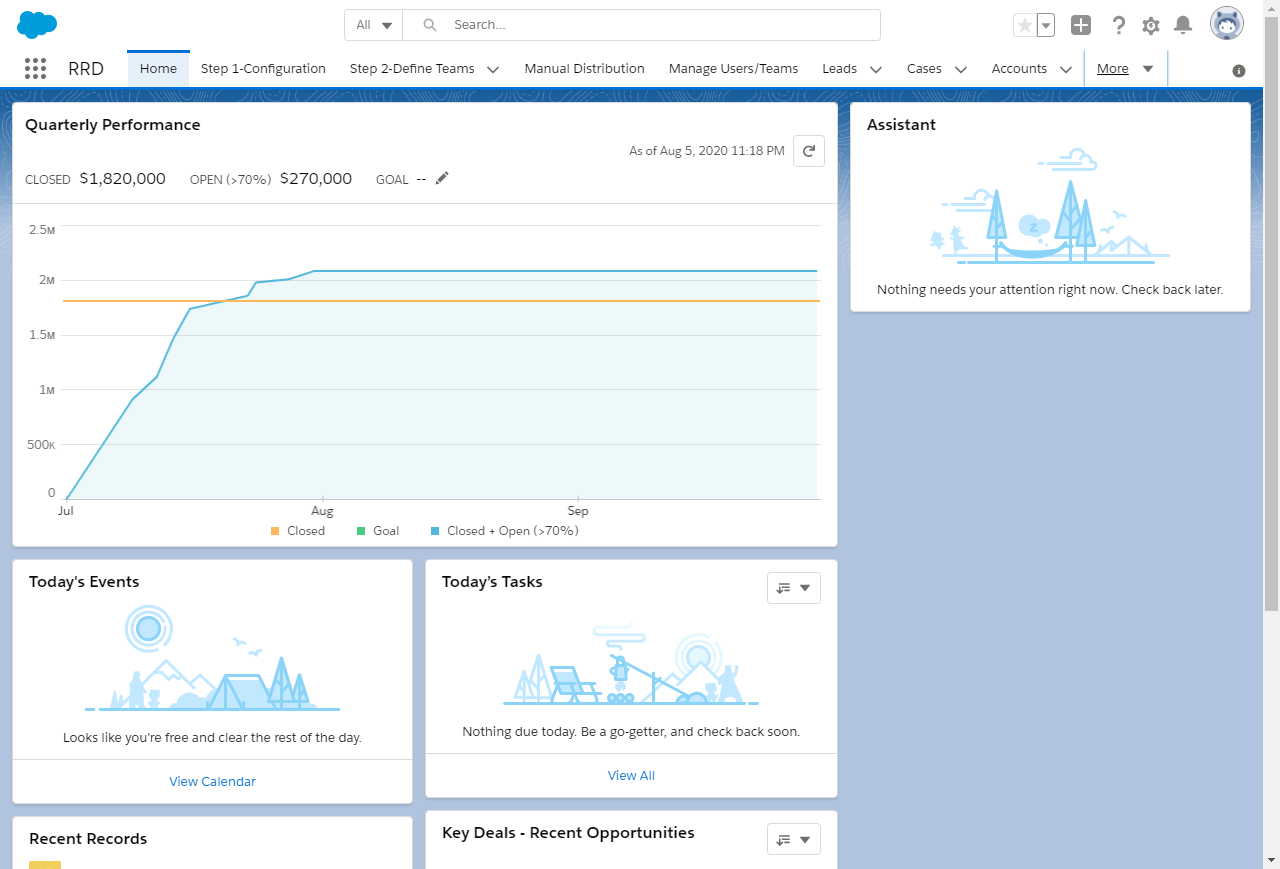 All
Search...
RRD
Home
Step 1-Configuration
Step 2-Define Teams
Manual Distribution
Manage Users/Teams
Leads
Cases
Accounts
More
Quarterly Performance
As of Aug 5, 2020 11:18 PM
CLOSED $1,820,000 OPEN (>70%) $270,000 GOAL --
2.5M
2M
1.5M
1M
500K
0
Jul Aug Sep
Closed Goal Closed + Open (>70%)
Assistant
z
Nothing needs your attention right now. Check back later.
Today's Events
Looks like you're free and clear the rest of the day.
View Calendar
Today’s Tasks
Nothing due today. Be a go-getter, and check back soon.
View All
Recent Records
Key Deals - Recent Opportunities